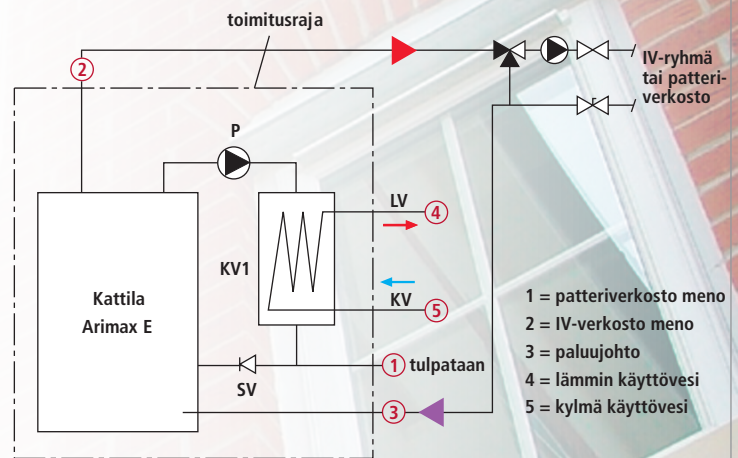 toimitusraja
2
IV-ryhmä
tai patteri-
verkosto
P
LV
4
KV1
KV
5
Kattila
Arimax E
SV
1 tulpataan
3
1 = patteriverkosto meno
2 = IV-verkosto meno
3 = paluujohto
4 = lämmin käyttövesi
5 = kylmä käyttövesi